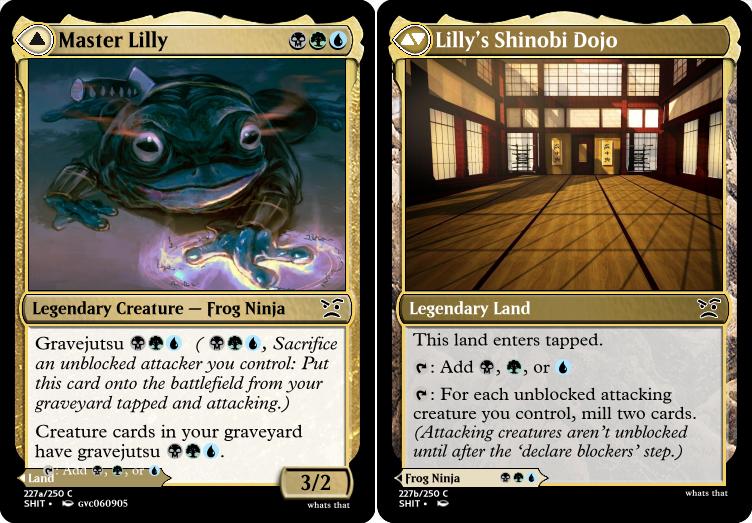 Master Lilly
Legendary Creature — Frog Ninja
Gravejutsu ( , Sacrifice
an unblocked attacker you control: Put
this card onto the battlefield from your
graveyard tapped and attacking.)
Creature cards in your graveyard
have gravejutsu .
: Add , , or
Land
3/2
227a/250 C
SHIT • gvc060905
whats that
Lilly's Shinobi Dojo
Legendary Land
This land enters tapped.
: Add , , or
: For each unblocked attacking
creature you control, mill two cards.
(Attacking creatures aren't unblocked
until after the 'declare blockers' step.)
Frog Ninja
227b/250 C
SHIT •
whats that